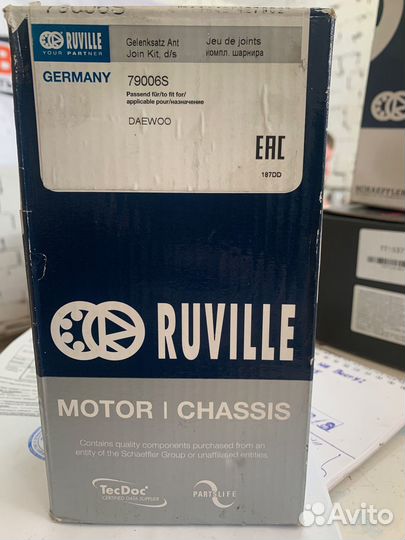 79006S
RUVILLE
YOUR PARTNER
Gelenksatz Ant
Join Kit, d/s
Jeu de joints
компл. шарнира
GERMANY
79006S
Passend für/to fit for/
applicable pour/назначение
DAEWOO
EAC
187DD
SCHAEFFLER
RUVILLE
MOTOR | CHASSIS
Contains quality components purchased from an
entity of the Schaeffler Group or unaffiliated entities.
TecDoc
CERTIFIED DATA SUPPLIER
PARTSLIFE
Avito